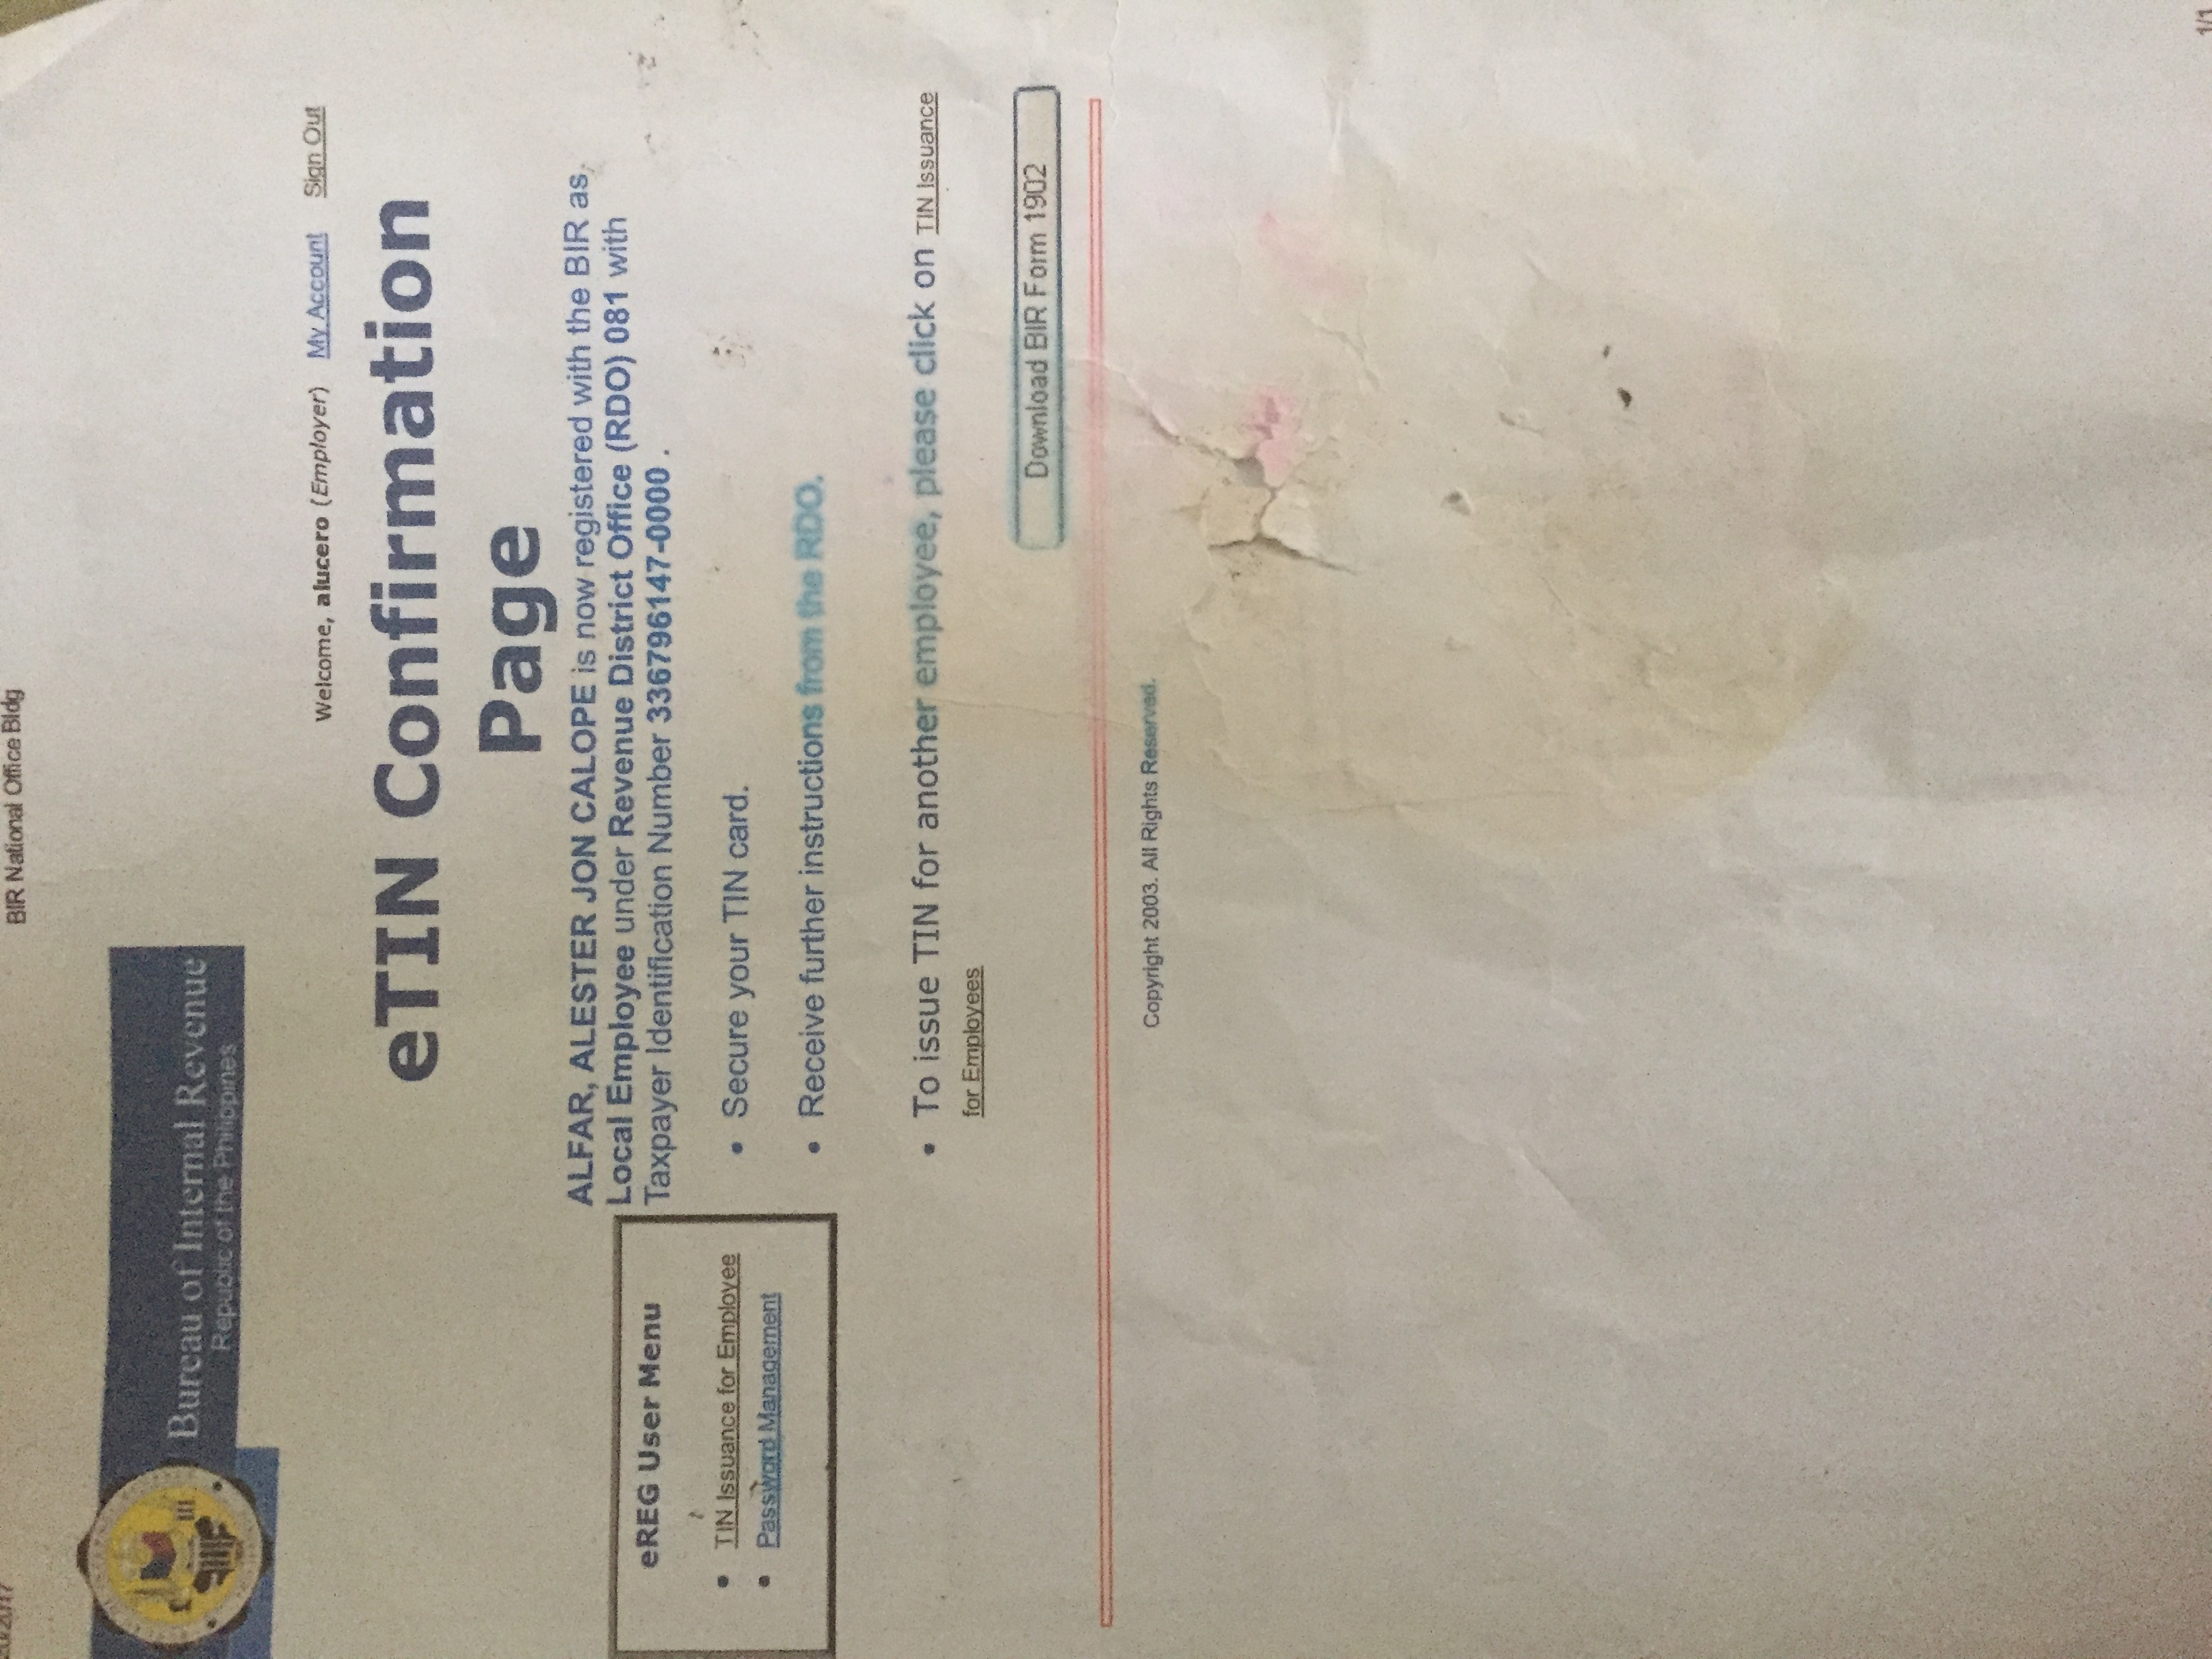 BIR National Office Bldg
Bureau of Internal Revenue
Republic of the Philippines
Welcome, alucero (Employer) My Account Sign Out
eTIN Confirmation
Page
ALFAR, ALESTER JON CALOPE is now registered with the BIR as
Local Employee under Revenue District Office (RDO) 081 with
Taxpayer Identification Number 336796147-0000 .
eREG User Menu
• TIN Issuance for Employee
• Password Management
• Secure your TIN card.
• Receive further instructions from the RDO.
• To issue TIN for another employee, please click on TIN Issuance
for Employees
Download BIR Form 1902
Copyright 2003. All Rights Reserved.
1/1